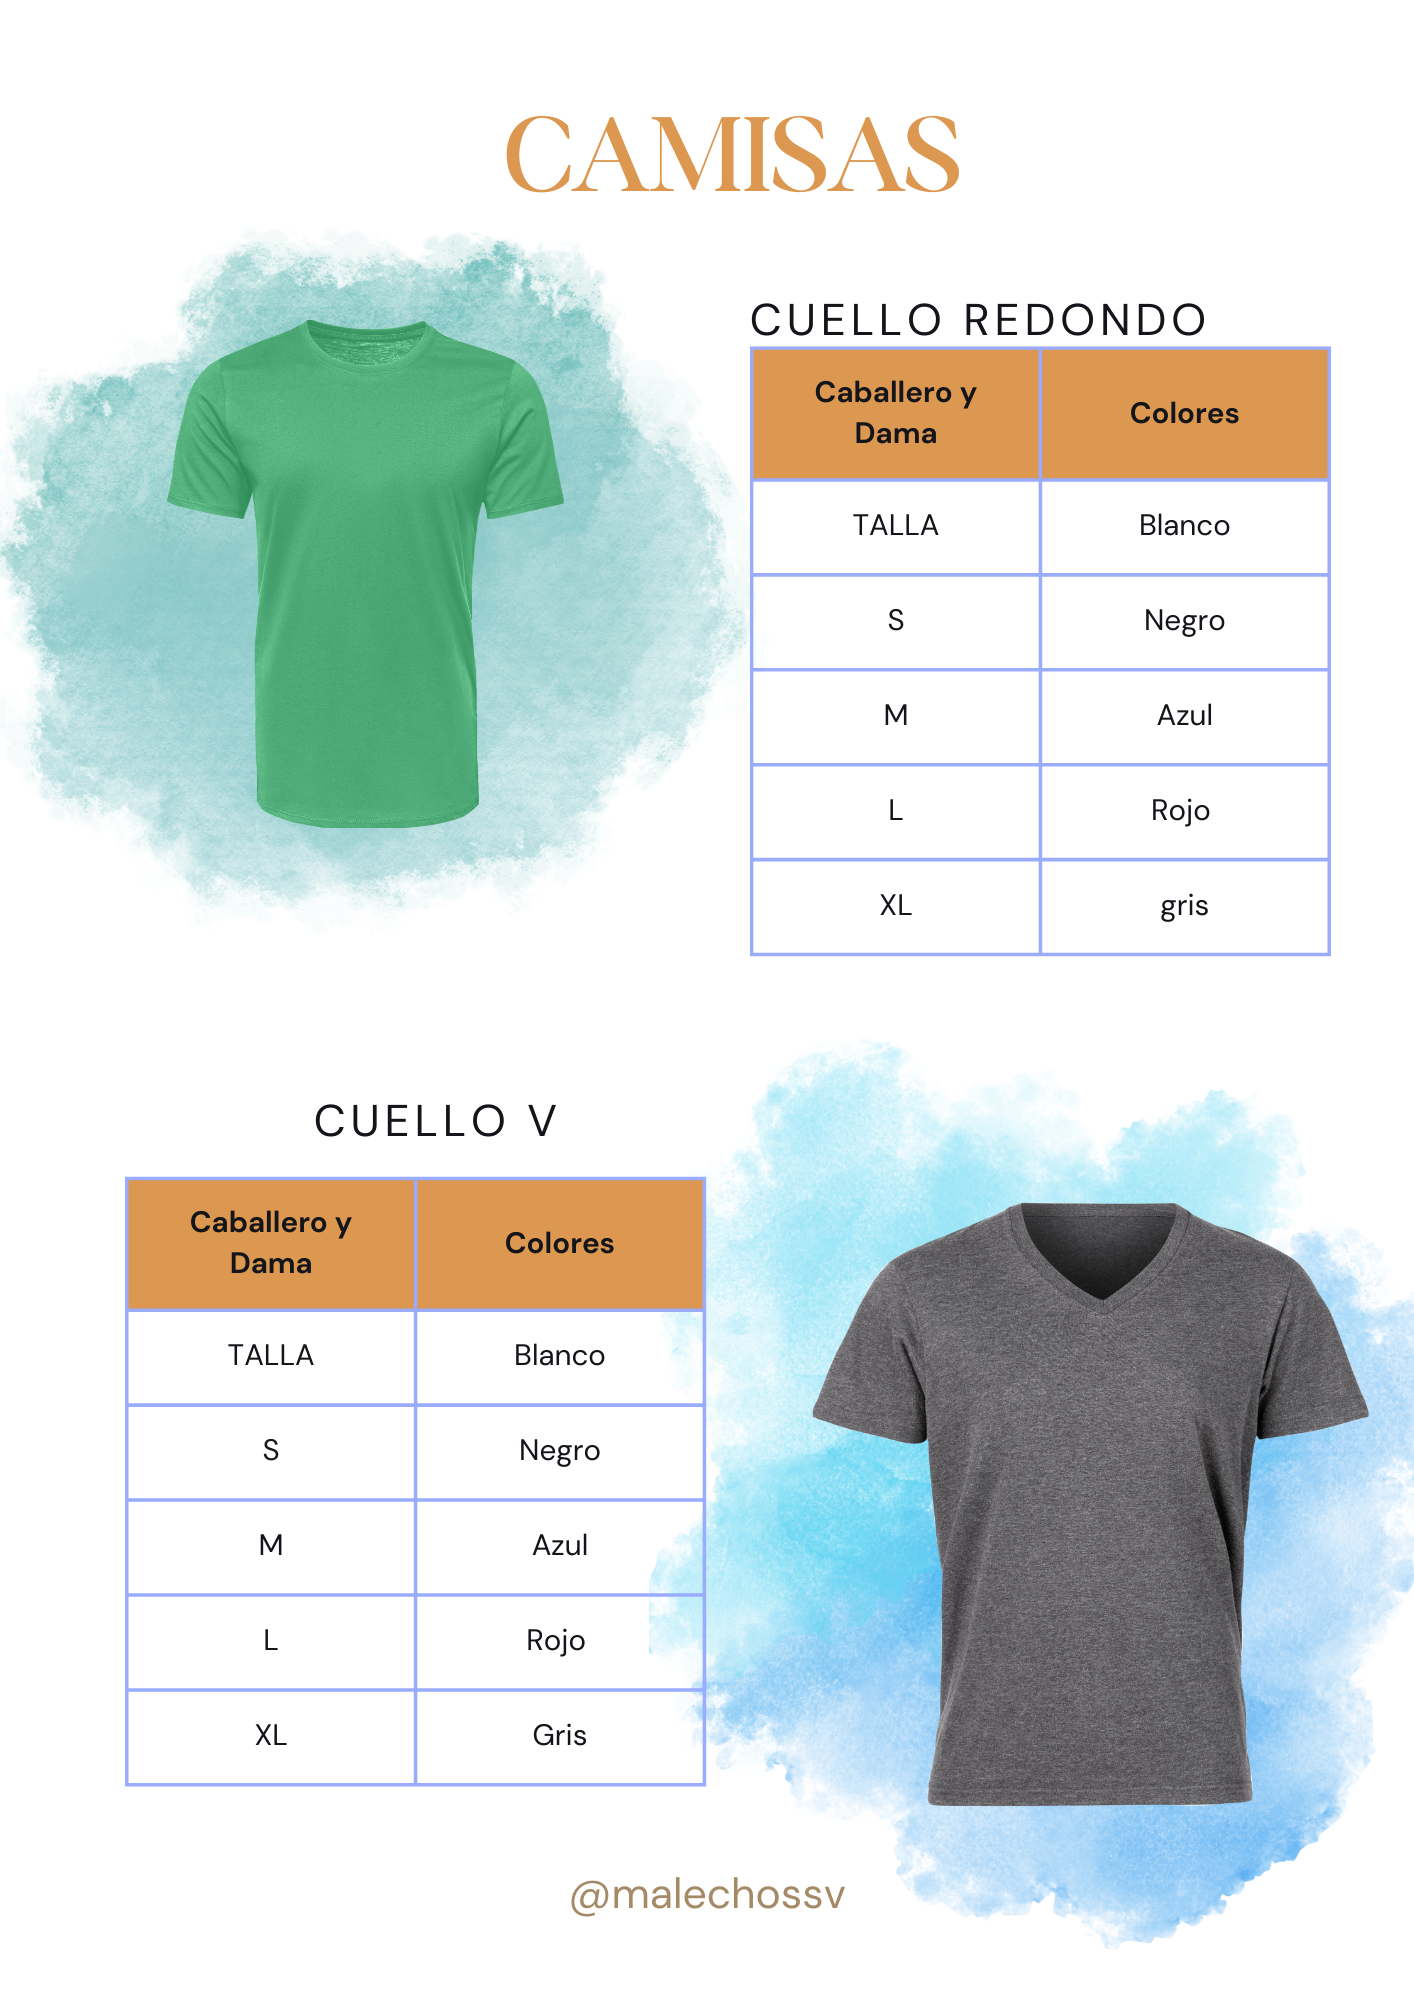 CAMISAS
CUELLO REDONDO
Caballero y
Dama
Colores
TALLA
Blanco
S
Negro
M
Azul
L
Rojo
XL
gris
CUELLO V
Caballero y
Dama
Colores
TALLA
Blanco
S
Negro
M
Azul
L
Rojo
XL
Gris
@malechossv